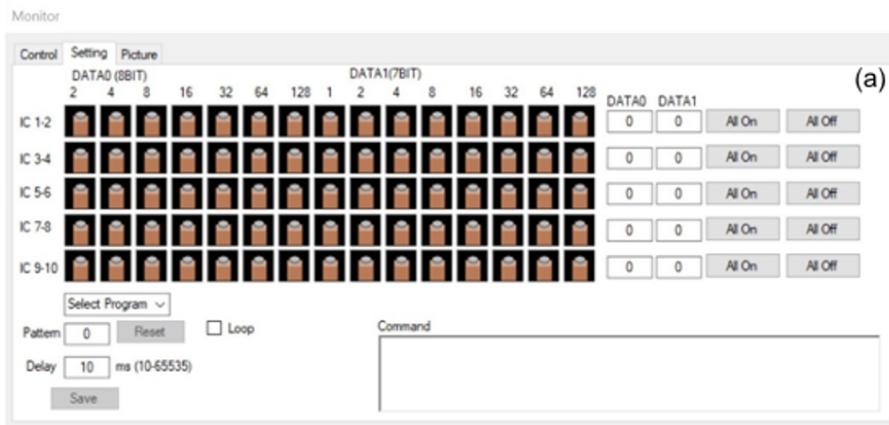 Monitor
Control Setting Picture
DATA0 (8BIT) DATA1(7BIT)
(a)
2 4 8 16 32 64 128 1 2 4 8 16 32 64 128
DATA0 DATA1
IC 1-2 0 0 All On All Off
IC 3-4 0 0 All On All Off
IC 5-6 0 0 All On All Off
IC 7-8 0 0 All On All Off
IC 9-10 0 0 All On All Off
Select Program
Pattern 0 Reset Loop Command
Delay 10 ms (10-65535)
Save